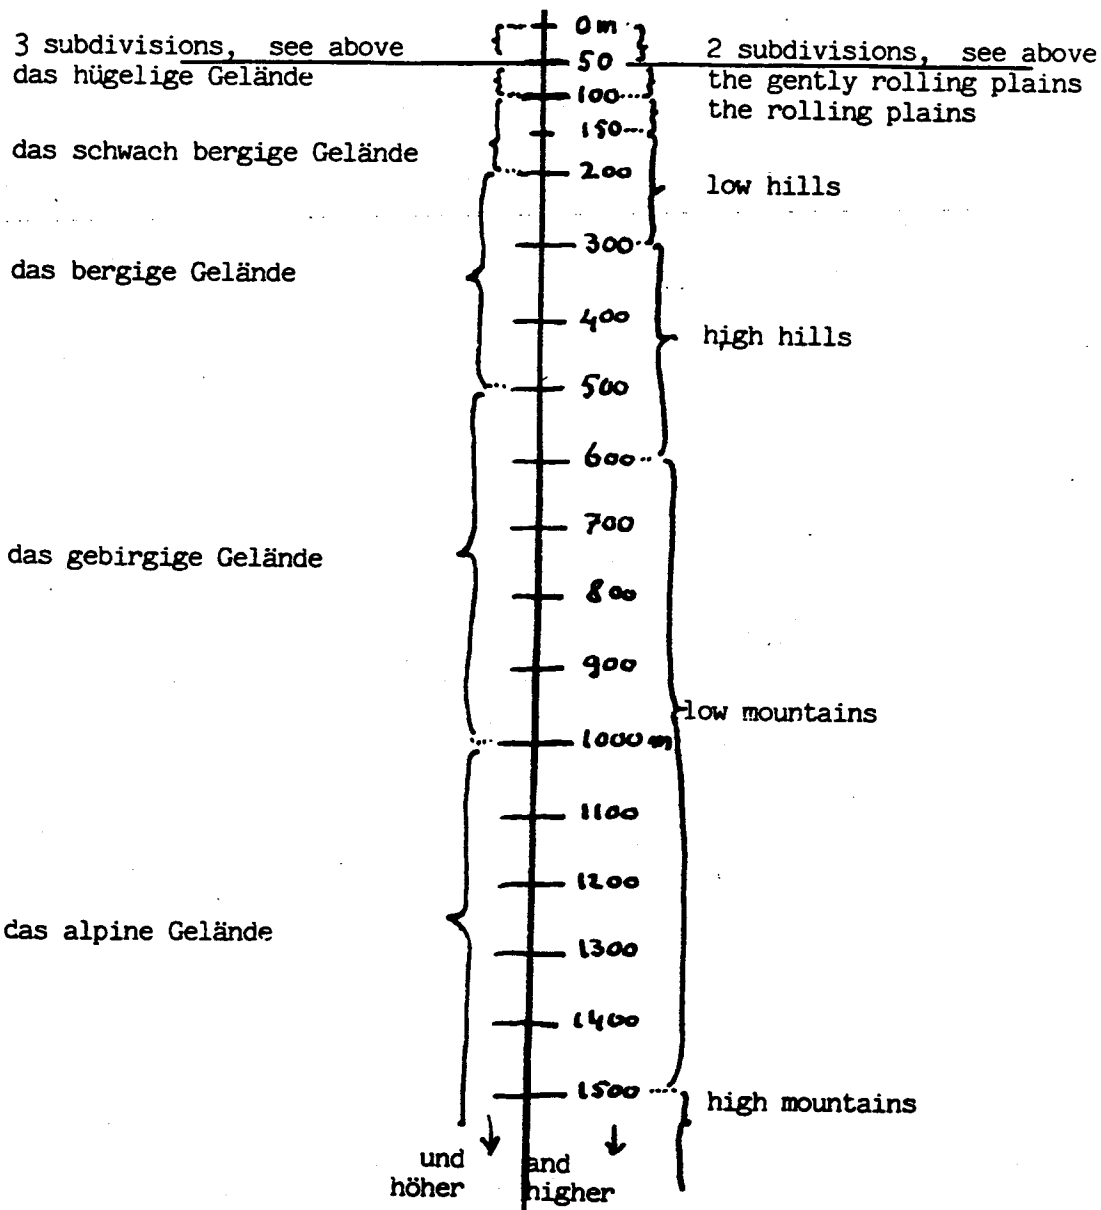 0 m
3 subdivisions, see above
2 subdivisions, see above
50
das hügelige Gelände
the gently rolling plains
100
the rolling plains
150
das schwach bergige Gelände
200
low hills
300
das bergige Gelände
400
high hills
500
600
700
das gebirgige Gelände
800
900
low mountains
1000 m
1100
1200
das alpine Gelände
1300
1400
1500
high mountains
und
höher
and
higher